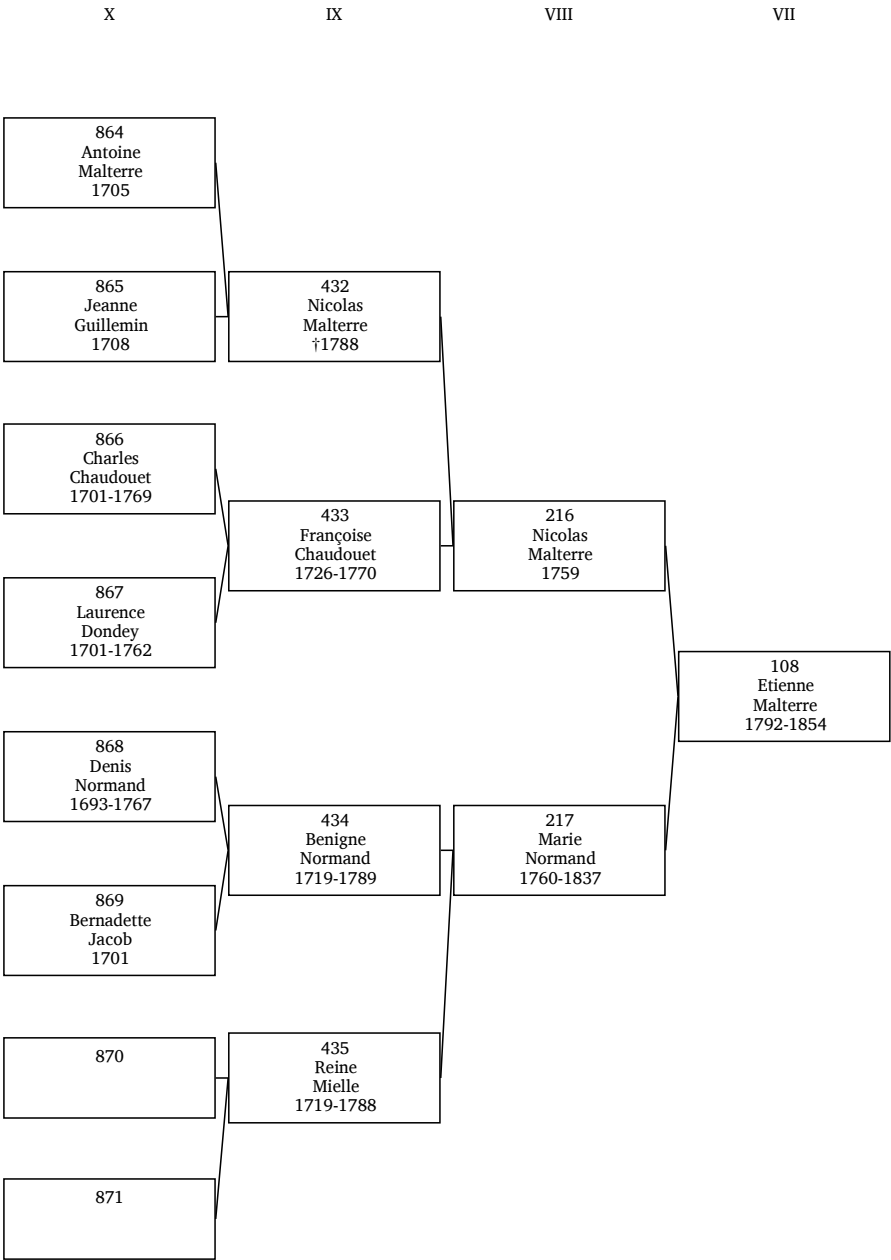 X IX VIII VII
864
Antoine
Malterre
1705
865
Jeanne
Guillemin
1708
432
Nicolas
Malterre
†1788
866
Charles
Chaudouet
1701-1769
433
Françoise
Chaudouet
1726-1770
216
Nicolas
Malterre
1759
867
Laurence
Dondey
1701-1762
108
Etienne
Malterre
1792-1854
868
Denis
Normand
1693-1767
434
Benigne
Normand
1719-1789
217
Marie
Normand
1760-1837
869
Bernadette
Jacob
1701
870
435
Reine
Mielle
1719-1788
871